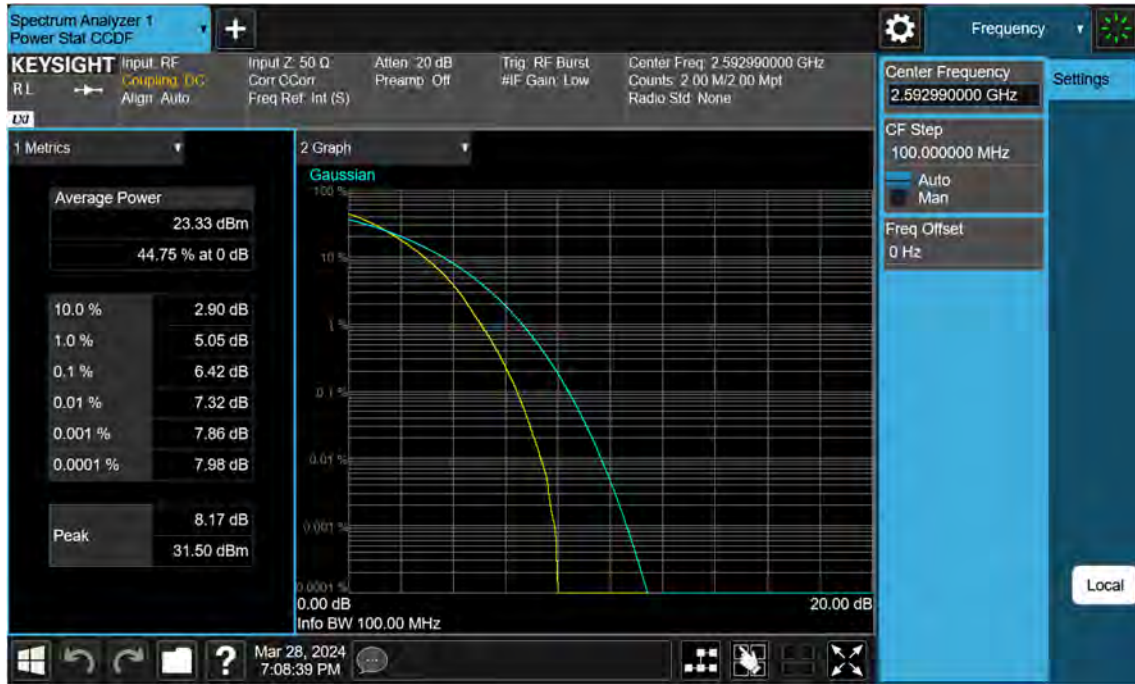 Spectrum Analyzer 1
Power Stat CCDF
+
Frequency
KEYSIGHT
RL
LXI
Input: RF
Coupling: DC
Align: Auto
Input Z: 50 Ω
Corr CCorr
Freq Ref: Int (S)
Atten: 20 dB
Preamp: Off
Trig: RF Burst
#IF Gain: Low
Center Freq: 2.592990000 GHz
Counts: 2.00 M/2.00 Mpt
Radio Std: None
Center Frequency
2.592990000 GHz
Settings
CF Step
100.000000 MHz
Auto
Man
Freq Offset
0 Hz
1 Metrics
Average Power
23.33 dBm
44.75 % at 0 dB
10.0 % 2.90 dB
1.0 % 5.05 dB
0.1 % 6.42 dB
0.01 % 7.32 dB
0.001 % 7.86 dB
0.0001 % 7.98 dB
Peak
8.17 dB
31.50 dBm
2 Graph
Gaussian
100 %
10 %
1 %
0.1 %
0.01 %
0.001 %
0.0001 %
0.00 dB 20.00 dB
Info BW 100.00 MHz
Local
?
Mar 28, 2024
7:08:39 PM